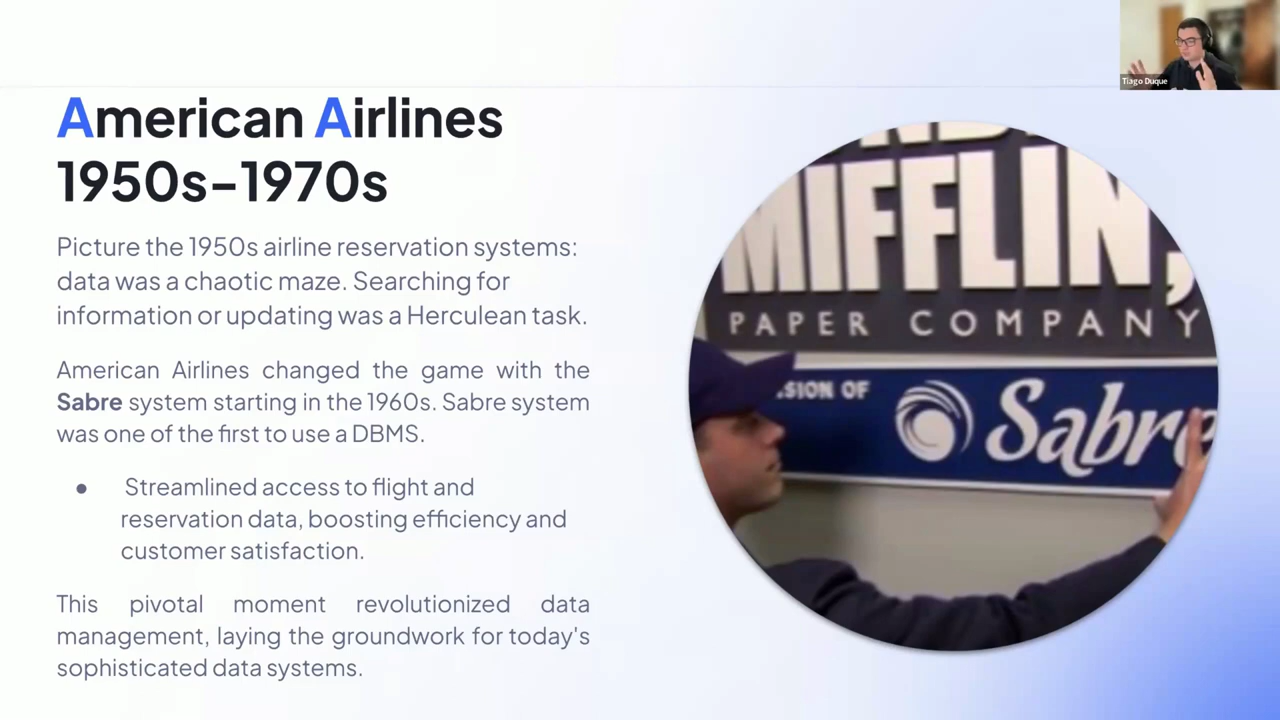 Tiago Duque
American Airlines
1950s–1970s
Picture the 1950s airline reservation systems:
data was a chaotic maze. Searching for
information or updating was a Herculean task.
American Airlines changed the game with the
Sabre system starting in the 1960s. Sabre system
was one of the first to use a DBMS.
● Streamlined access to flight and
reservation data, boosting efficiency and
customer satisfaction.
This pivotal moment revolutionized data
management, laying the groundwork for today's
sophisticated data systems.
MIFFLIN,
PAPER COMPANY
SION OF
Sabre